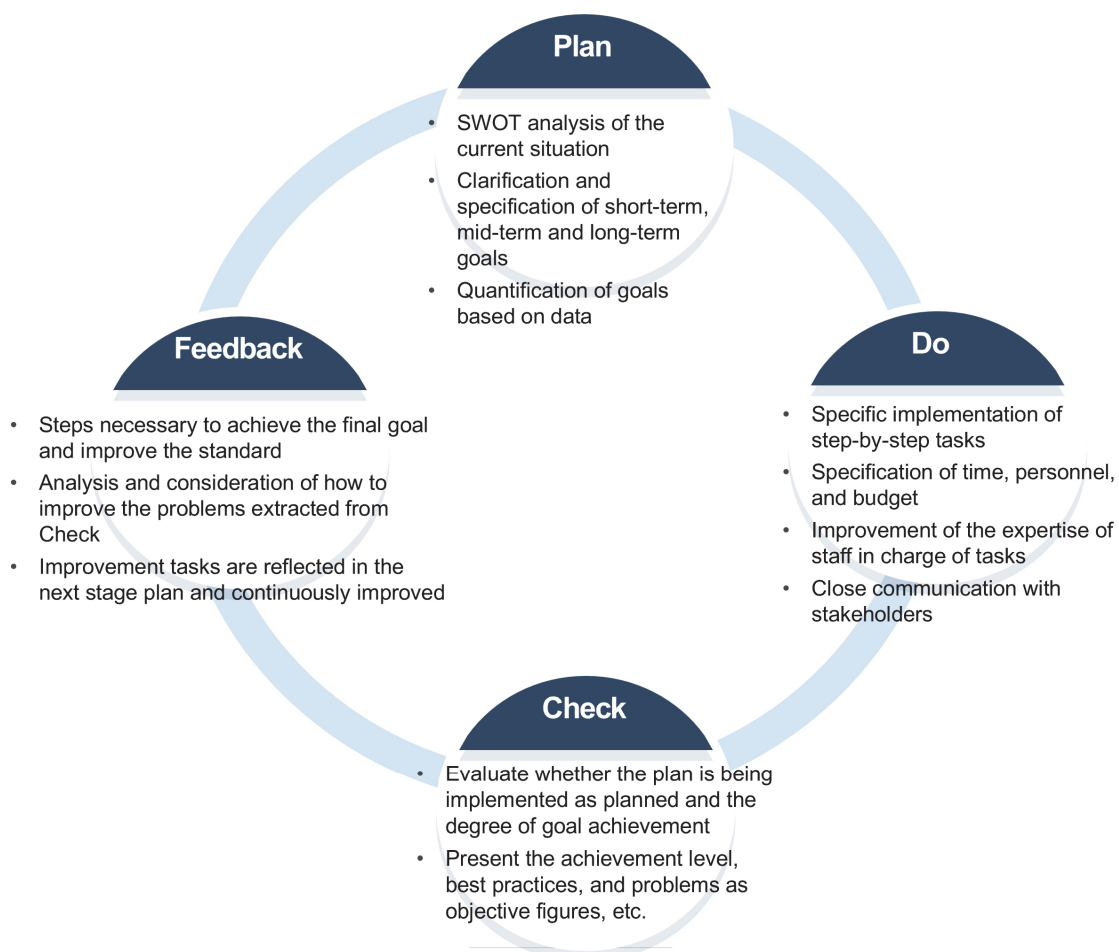 Plan
• SWOT analysis of the
current situation
• Clarification and
specification of short-term,
mid-term and long-term
goals
• Quantification of goals
based on data
Do
• Specific implementation of
step-by-step tasks
• Specification of time, personnel,
and budget
• Improvement of the expertise of
staff in charge of tasks
• Close communication with
stakeholders
Check
• Evaluate whether the plan is being
implemented as planned and the
degree of goal achievement
• Present the achievement level,
best practices, and problems as
objective figures, etc.
Feedback
• Steps necessary to achieve the final goal
and improve the standard
• Analysis and consideration of how to
improve the problems extracted from
Check
• Improvement tasks are reflected in the
next stage plan and continuously improved